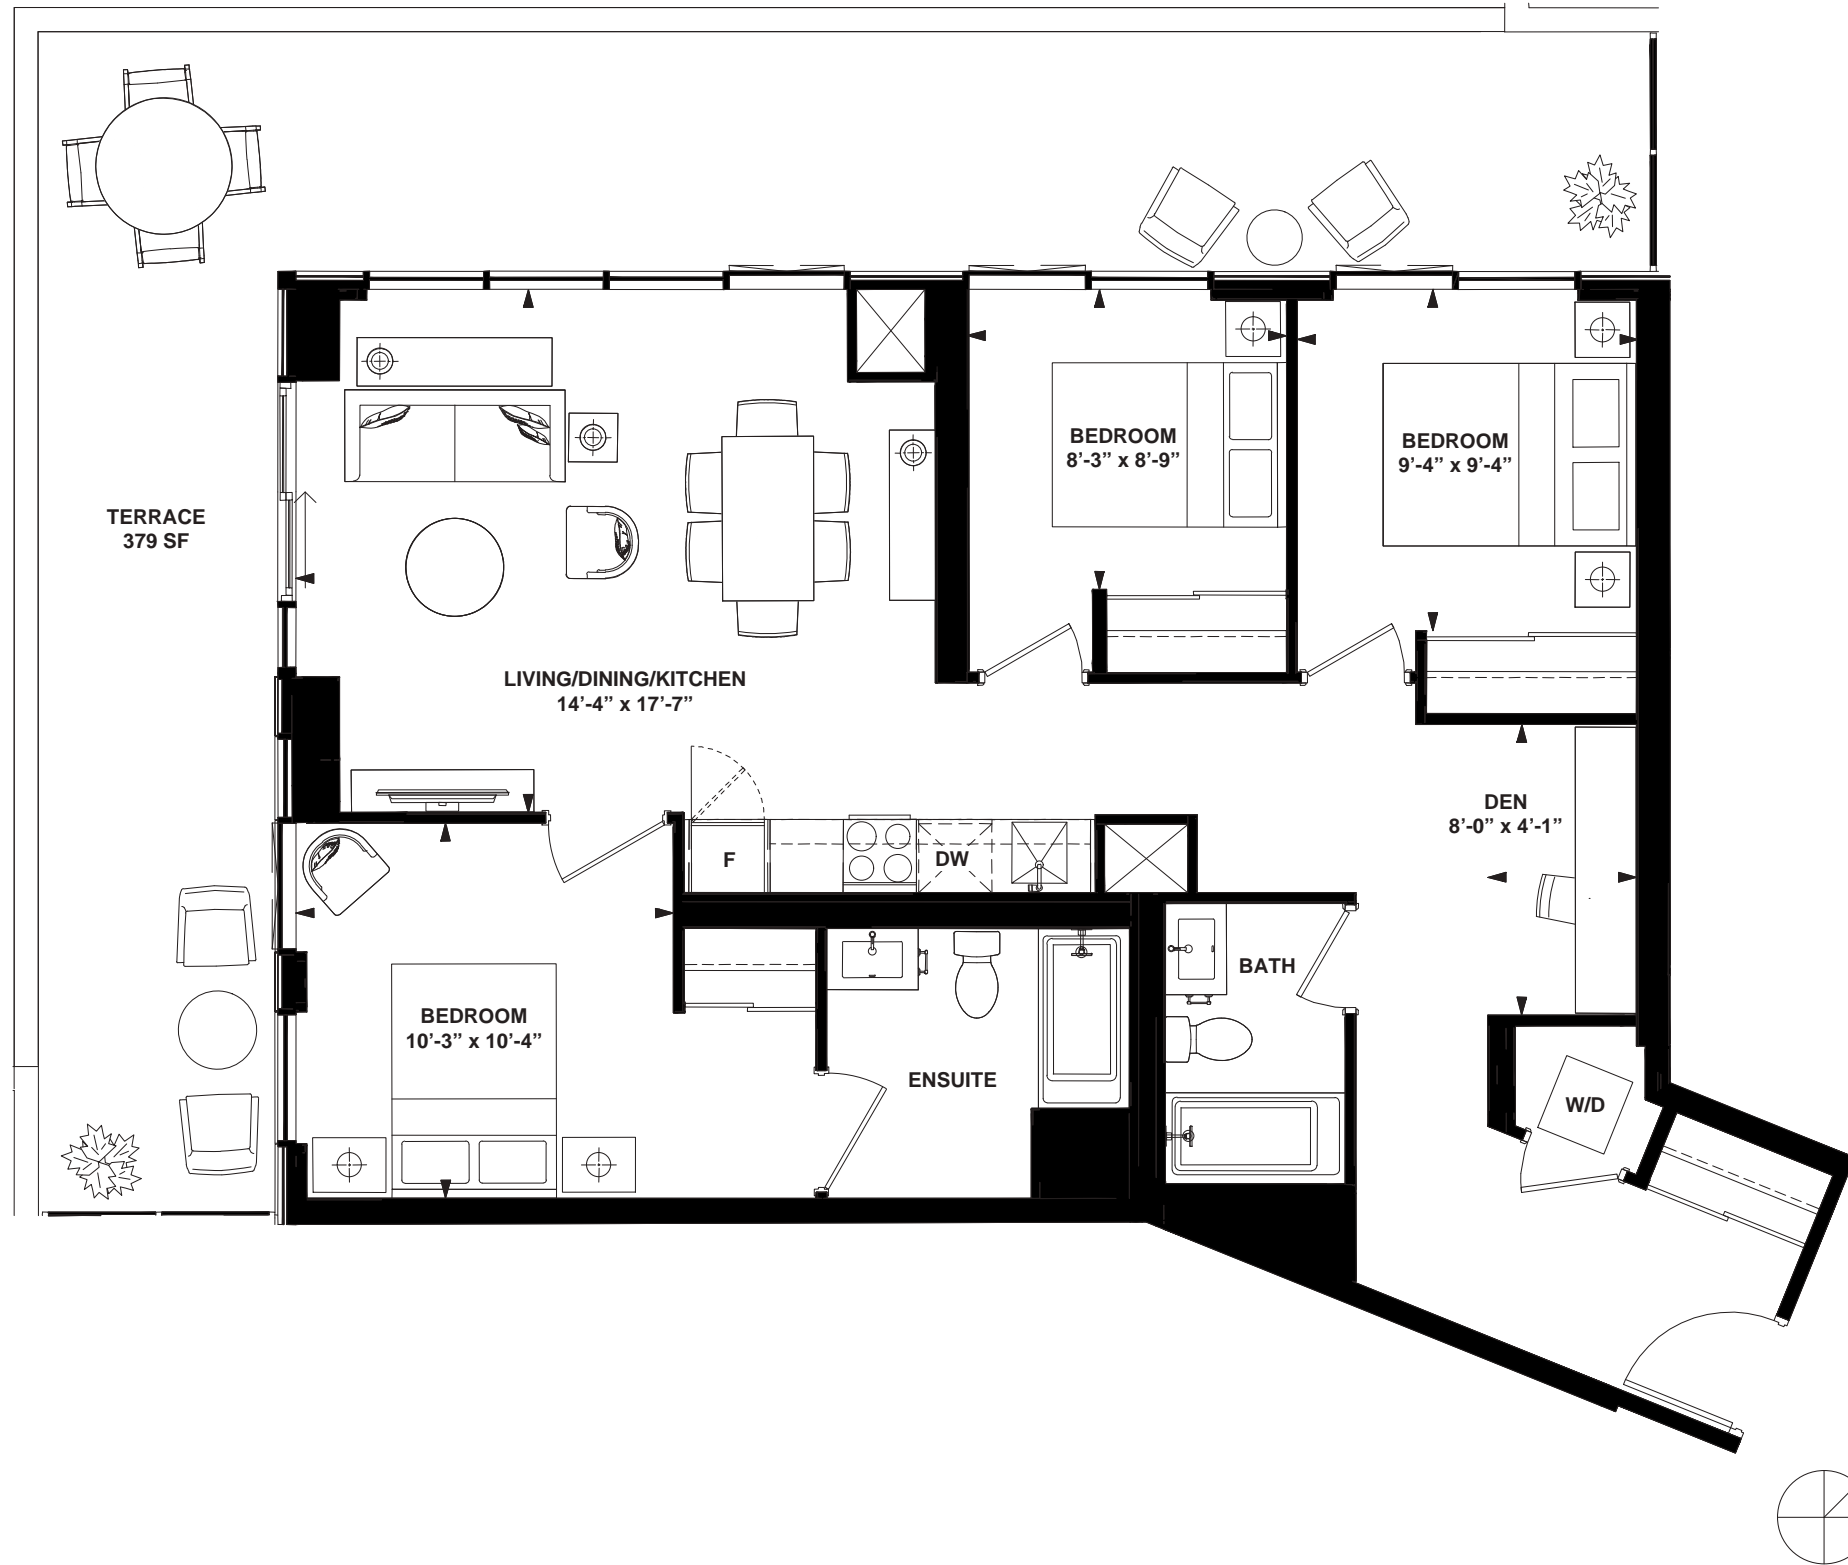 BEDROOM
8’-3” x 8’-9”
BEDROOM
9’-4” x 9’-4”
TERRACE
379 SF
LIVING/DINING/KITCHEN
14’-4” x 17’-7”
DEN
8’-0” x 4’-1”
F
DW
BATH
BEDROOM
10’-3” x 10’-4”
ENSUITE
W/D